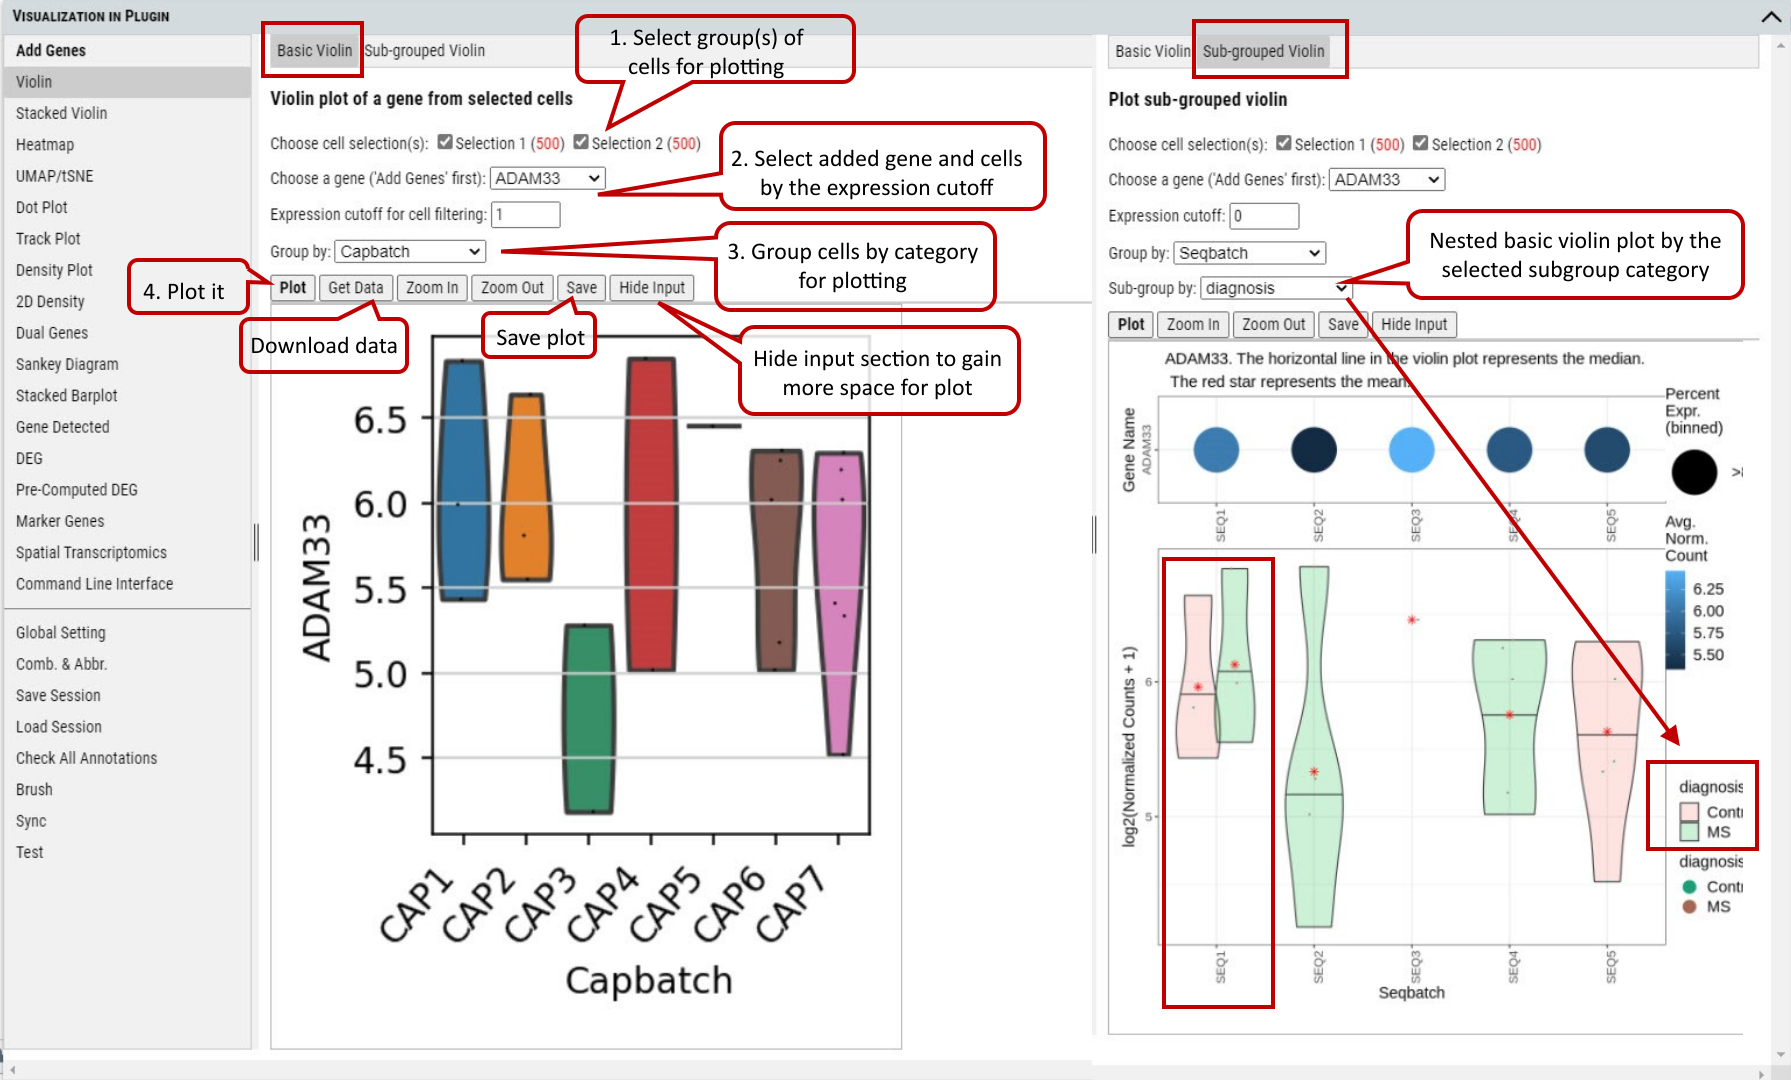 VISUALIZATION IN PLUGIN
Add Genes
Violin
Stacked Violin
Heatmap
UMAP/tSNE
Dot Plot
Track Plot
Density Plot
2D Density
Dual Genes
Sankey Diagram
Stacked Barplot
Gene Detected
DEG
Pre-Computed DEG
Marker Genes
Spatial Transcriptomics
Command Line Interface
Global Setting
Comb. & Abbr.
Save Session
Load Session
Check All Annotations
Brush
Sync
Test
Basic Violin Sub-grouped Violin
1. Select group(s) of
cells for plotting
Violin plot of a gene from selected cells
Choose cell selection(s): Selection 1 (500) Selection 2 (500)
Choose a gene ('Add Genes' first): ADAM33
2. Select added gene and cells
by the expression cutoff
Expression cutoff for cell filtering: 1
Group by: Capbatch
3. Group cells by category
for plotting
4. Plot it
Plot Get Data Zoom In Zoom Out Save Hide Input
Download data
Save plot
Hide input section to gain
more space for plot
6.5
6.0
5.5
5.0
4.5
ADAM33
CAP1 CAP2 CAP3 CAP4 CAP5 CAP6 CAP7
Capbatch
Basic Violin Sub-grouped Violin
Plot sub-grouped violin
Choose cell selection(s): Selection 1 (500) Selection 2 (500)
Choose a gene ('Add Genes' first): ADAM33
Expression cutoff: 0
Group by: Seqbatch
Sub-group by: diagnosis
Nested basic violin plot by the
selected subgroup category
Plot Zoom In Zoom Out Save Hide Input
ADAM33. The horizontal line in the violin plot represents the median.
The red star represents the mean.
Gene Name
ADAM33
SEQ1 SEQ2 SEQ3 SEQ4 SEQ5
Percent
Expr.
(binned)
Avg.
Norm.
Count
6.25
6.00
5.75
5.50
log2(Normalized Counts + 1)
6
5
SEQ1 SEQ2 SEQ3 SEQ4 SEQ5
Seqbatch
diagnosis
Contr
MS
diagnosis
Contr
MS